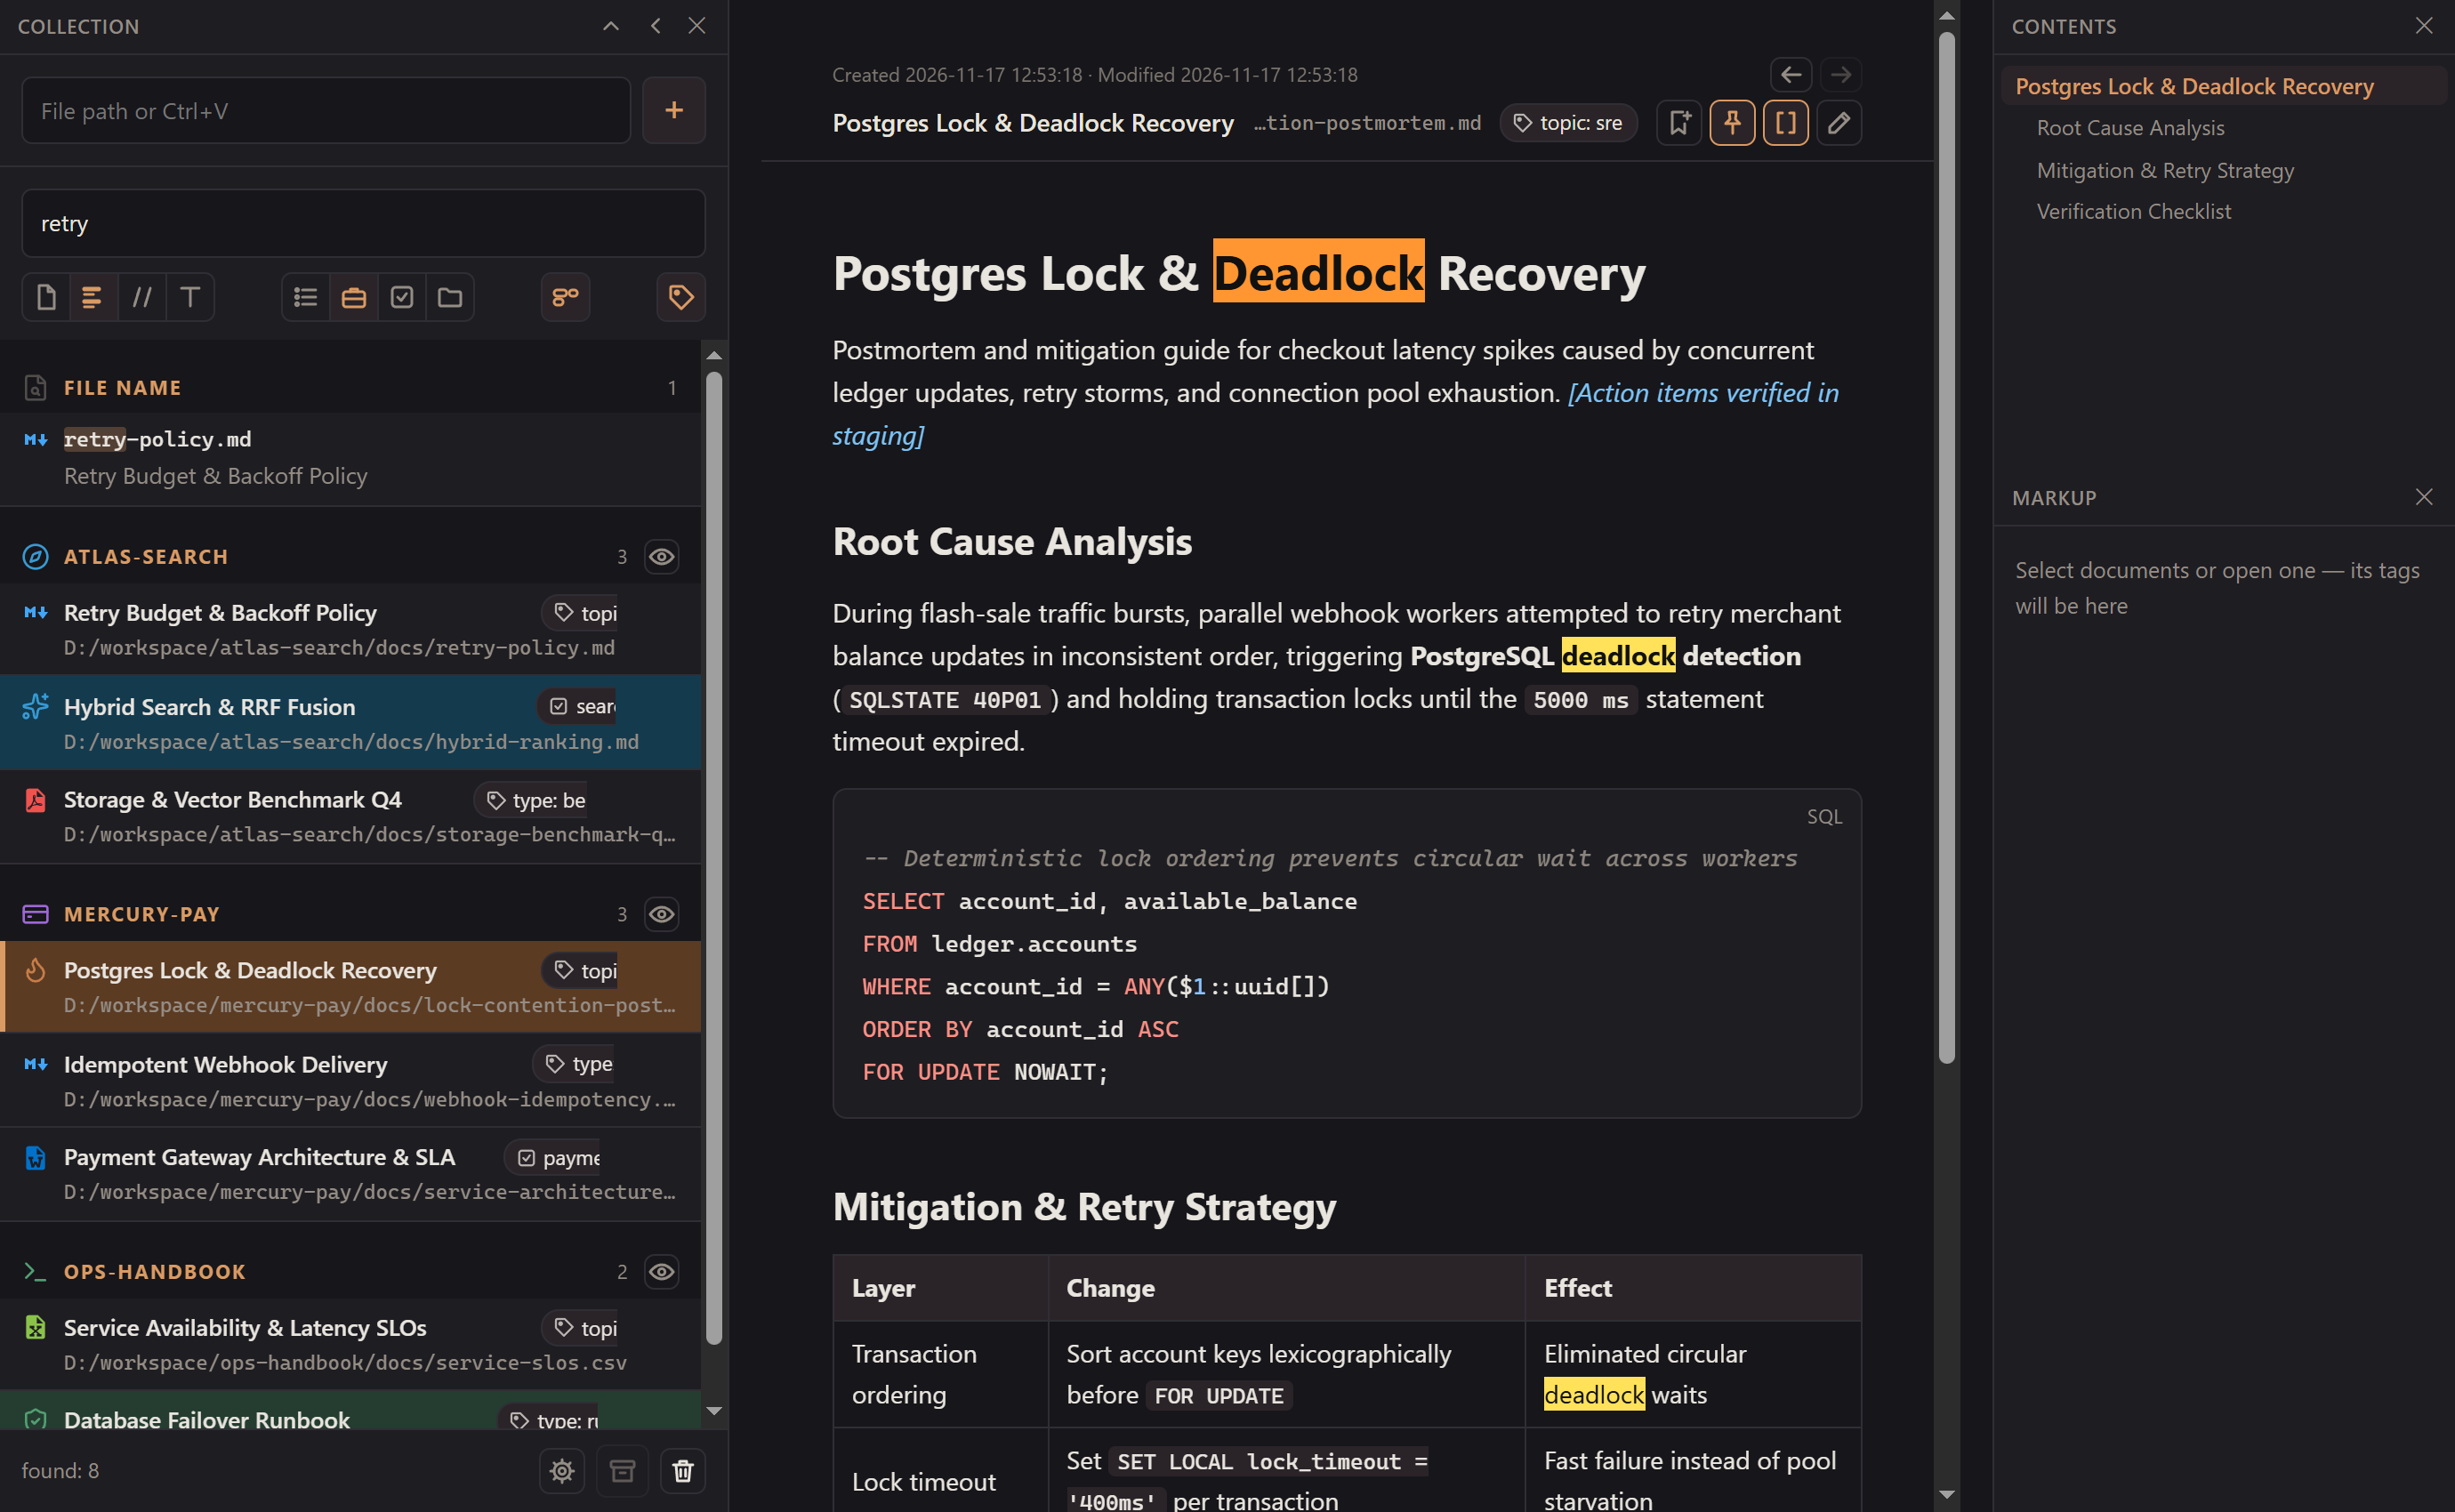 COLLECTION
File path or Ctrl+V
retry
FILE NAME 1
retry-policy.md
Retry Budget & Backoff Policy
ATLAS-SEARCH 3
Retry Budget & Backoff Policy topi
D:/workspace/atlas-search/docs/retry-policy.md
Hybrid Search & RRF Fusion sear
D:/workspace/atlas-search/docs/hybrid-ranking.md
Storage & Vector Benchmark Q4 type: be
D:/workspace/atlas-search/docs/storage-benchmark-q…
MERCURY-PAY 3
Postgres Lock & Deadlock Recovery topi
D:/workspace/mercury-pay/docs/lock-contention-post…
Idempotent Webhook Delivery type
D:/workspace/mercury-pay/docs/webhook-idempotency.…
Payment Gateway Architecture & SLA payme
D:/workspace/mercury-pay/docs/service-architecture…
OPS-HANDBOOK 2
Service Availability & Latency SLOs topi
D:/workspace/ops-handbook/docs/service-slos.csv
Database Failover Runbook type: ru
found: 8
Created 2026-11-17 12:53:18 · Modified 2026-11-17 12:53:18
Postgres Lock & Deadlock Recovery …tion-postmortem.md topic: sre
Postgres Lock & Deadlock Recovery
Postmortem and mitigation guide for checkout latency spikes caused by concurrent
ledger updates, retry storms, and connection pool exhaustion. [Action items verified in
staging]
Root Cause Analysis
During flash-sale traffic bursts, parallel webhook workers attempted to retry merchant
balance updates in inconsistent order, triggering PostgreSQL deadlock detection
(SQLSTATE 40P01) and holding transaction locks until the 5000 ms statement
timeout expired.
SQL
-- Deterministic lock ordering prevents circular wait across workers
SELECT account_id, available_balance
FROM ledger.accounts
WHERE account_id = ANY($1::uuid[])
ORDER BY account_id ASC
FOR UPDATE NOWAIT;
Mitigation & Retry Strategy
Layer Change Effect
Transaction ordering
Sort account keys lexicographically before FOR UPDATE
Eliminated circular deadlock waits
Lock timeout
Set SET LOCAL lock_timeout = '400ms' per transaction
Fast failure instead of pool starvation
CONTENTS
Postgres Lock & Deadlock Recovery
Root Cause Analysis
Mitigation & Retry Strategy
Verification Checklist
MARKUP
Select documents or open one — its tags
will be here